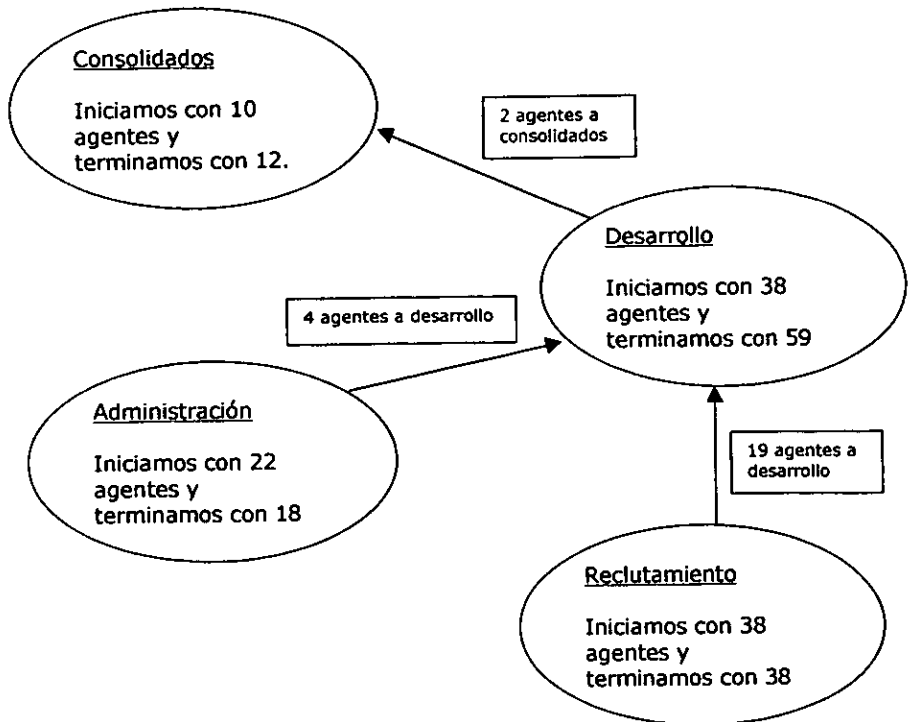 Consolidados
Iniciamos con 10
agentes y
terminamos con 12.
2 agentes a
consolidados
Desarrollo
Iniciamos con 38
agentes y
terminamos con 59
4 agentes a desarrollo
Administración
Iniciamos con 22
agentes y
terminamos con 18
19 agentes a
desarrollo
Reclutamiento
Iniciamos con 38
agentes y
terminamos con 38